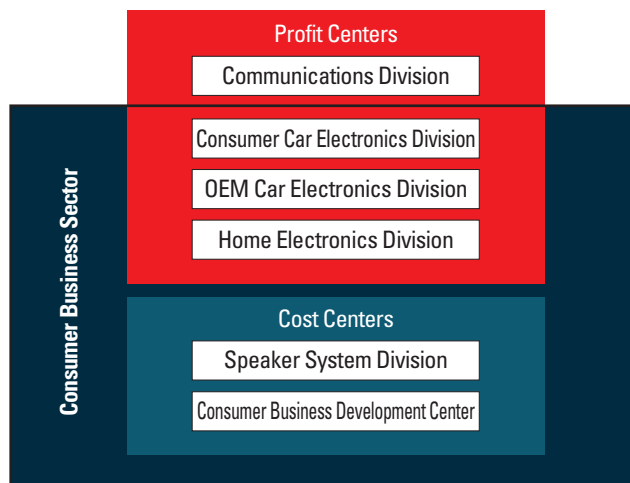 Profit Centers
Communications Division
Consumer Business Sector
Consumer Car Electronics Division
OEM Car Electronics Division
Home Electronics Division
Cost Centers
Speaker System Division
Consumer Business Development Center